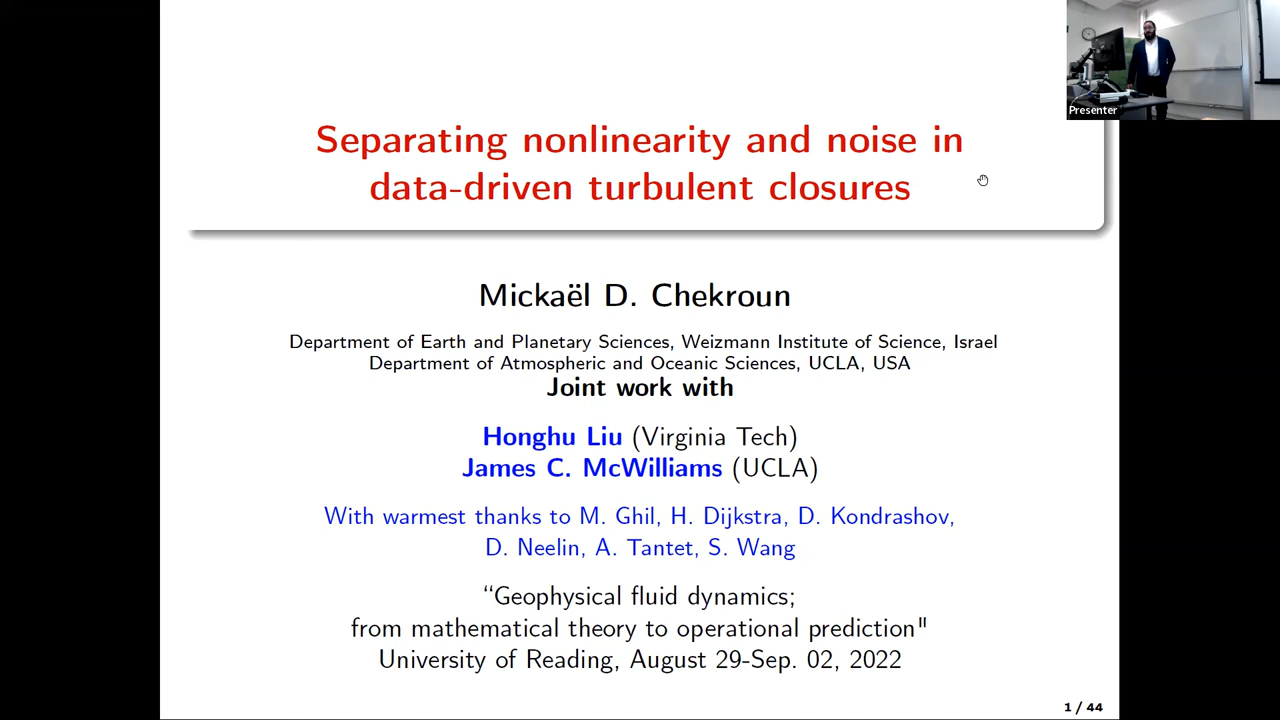 Presenter
Separating nonlinearity and noise in
data-driven turbulent closures
Mickaël D. Chekroun
Department of Earth and Planetary Sciences, Weizmann Institute of Science, Israel
Department of Atmospheric and Oceanic Sciences, UCLA, USA
Joint work with
Honghu Liu (Virginia Tech)
James C. McWilliams (UCLA)
With warmest thanks to M. Ghil, H. Dijkstra, D. Kondrashov,
D. Neelin, A. Tantet, S. Wang
“Geophysical fluid dynamics;
from mathematical theory to operational prediction"
University of Reading, August 29-Sep. 02, 2022
1 / 44